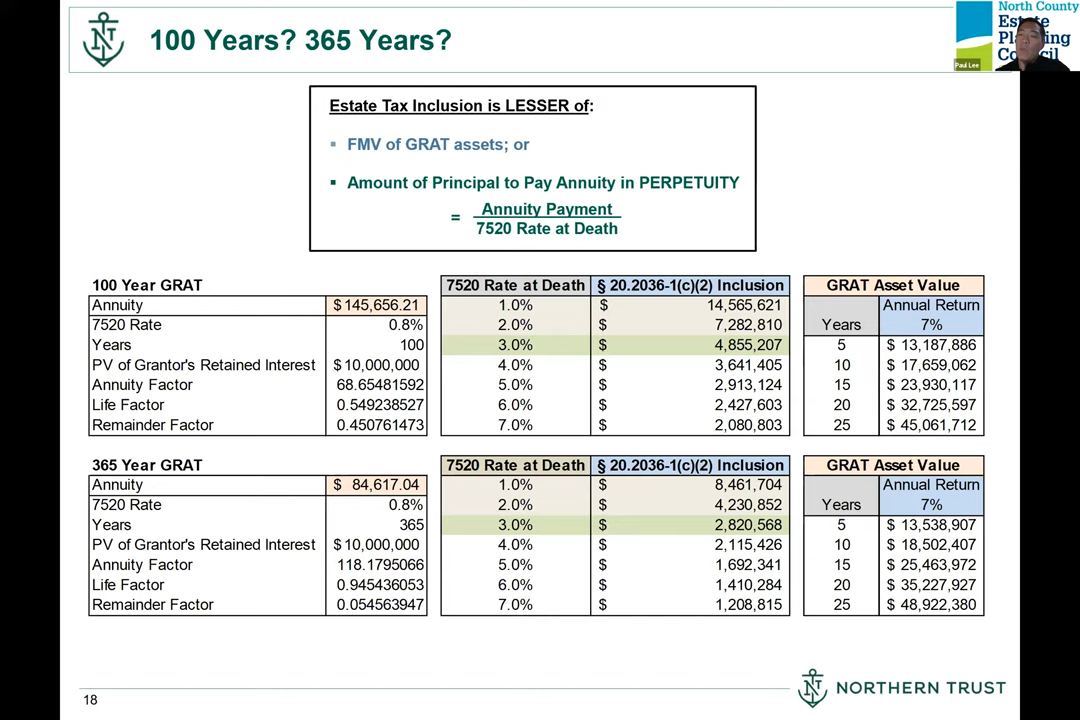 100 Years? 365 Years?
North County
Estate
Planning
Council
Paul Lee
Estate Tax Inclusion is LESSER of:
▪ FMV of GRAT assets; or
▪ Amount of Principal to Pay Annuity in PERPETUITY
= Annuity Payment
7520 Rate at Death
100 Year GRAT
Annuity $145,656.21
7520 Rate 0.8%
Years 100
PV of Grantor's Retained Interest $10,000,000
Annuity Factor 68.65481592
Life Factor 0.549238527
Remainder Factor 0.450761473
7520 Rate at Death § 20.2036-1(c)(2) Inclusion
1.0% $ 14,565,621
2.0% $ 7,282,810
3.0% $ 4,855,207
4.0% $ 3,641,405
5.0% $ 2,913,124
6.0% $ 2,427,603
7.0% $ 2,080,803
GRAT Asset Value
Annual Return
Years 7%
5 $ 13,187,886
10 $ 17,659,062
15 $ 23,930,117
20 $ 32,725,597
25 $ 45,061,712
365 Year GRAT
Annuity $ 84,617.04
7520 Rate 0.8%
Years 365
PV of Grantor's Retained Interest $10,000,000
Annuity Factor 118.1795066
Life Factor 0.945436053
Remainder Factor 0.054563947
7520 Rate at Death § 20.2036-1(c)(2) Inclusion
1.0% $ 8,461,704
2.0% $ 4,230,852
3.0% $ 2,820,568
4.0% $ 2,115,426
5.0% $ 1,692,341
6.0% $ 1,410,284
7.0% $ 1,208,815
GRAT Asset Value
Annual Return
Years 7%
5 $ 13,538,907
10 $ 18,502,407
15 $ 25,463,972
20 $ 35,227,927
25 $ 48,922,380
18
NORTHERN TRUST